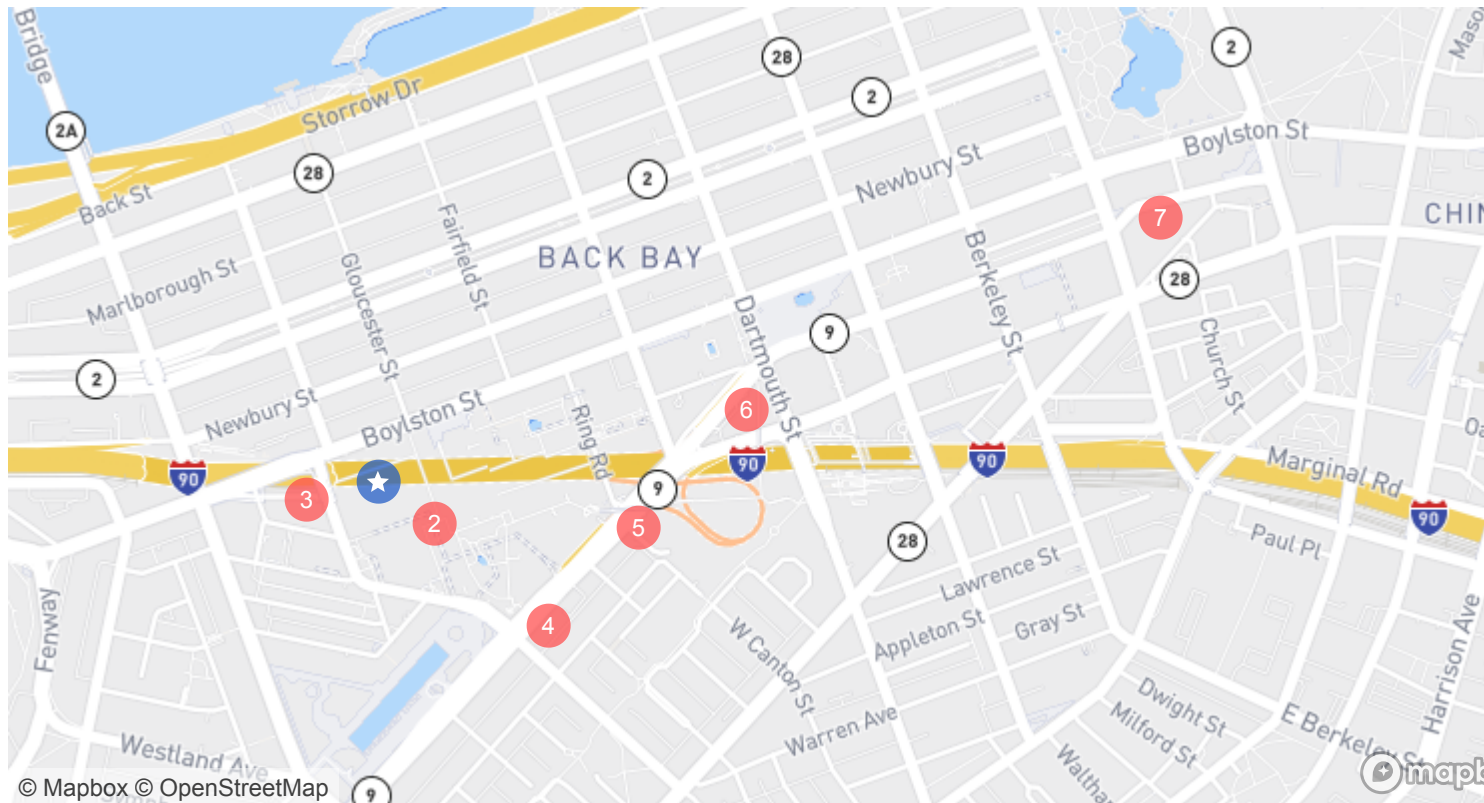 Bridge
2A
Storrow Dr
28
2
28
2
2
Mason
Boylston St
Back St
Newbury St
Fairfield St
7
CHIN
BACK BAY
Berkeley St
28
Marlborough St
Gloucester St
Dartmouth St
9
Church St
2
Newbury St
Boylston St
Ring Rd
6
Oa
90
3
2
9
90
90
Marginal Rd
90
5
28
Paul Pl
Lawrence St
Fenway
4
Appleton St
Gray St
W Canton St
Harrison Ave
Dwight St
Milford St
E Berkeley St
Warren Ave
Westland Ave
Waltha
© Mapbox © OpenStreetMap
9
mapb